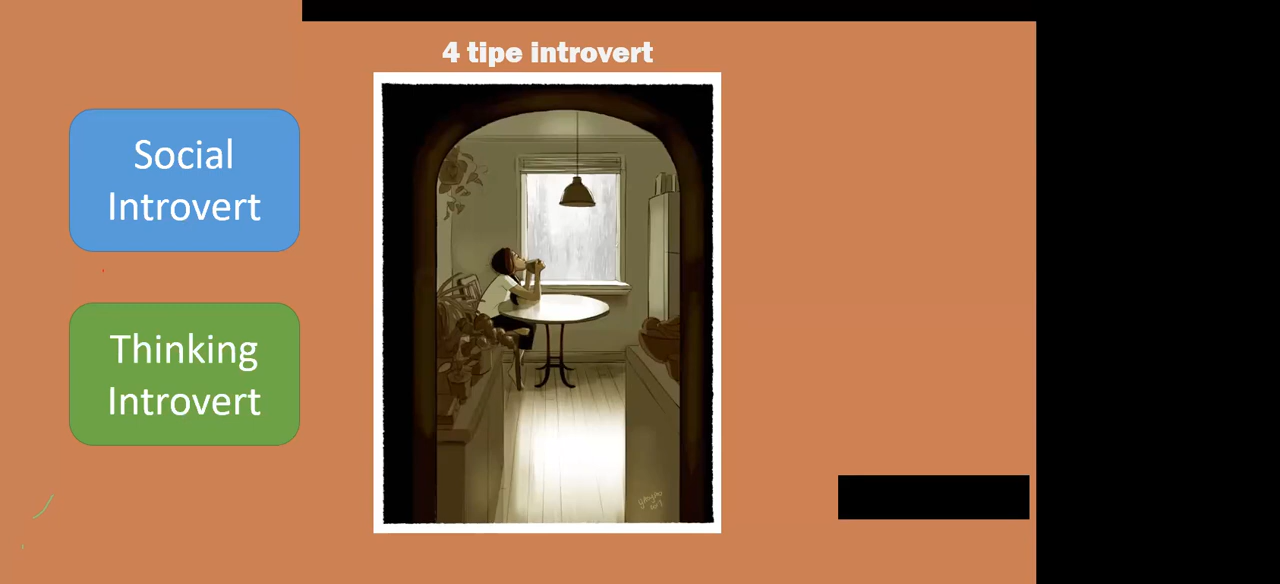 4 tipe introvert
Social
Introvert
Thinking
Introvert